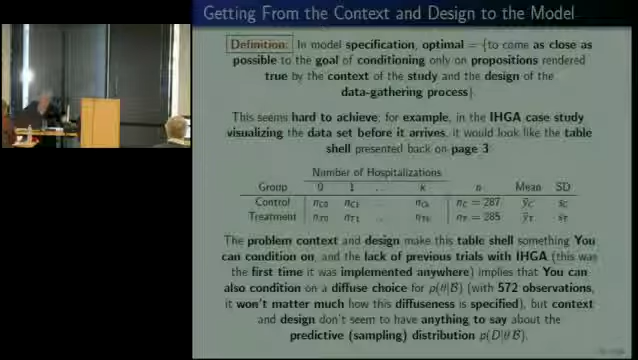 Getting From the Context and Design to the Model
Definition: In model specification, optimal = {to come as close as
possible to the goal of conditioning only on propositions rendered
true by the context of the study and the design of the
data-gathering process}.
This seems hard to achieve; for example, in the IHGA case study
visualizing the data set before it arrives, it would look like the table
shell presented back on page 3:
Number of Hospitalizations
Group 0 1 ... k n Mean SD
Control n_C0 n_C1 ... n_Ck n_C = 287 ȳ_C s_C
Treatment n_T0 n_T1 ... n_Tk n_T = 285 ȳ_T s_T
The problem context and design make this table shell something You
can condition on, and the lack of previous trials with IHGA (this was
the first time it was implemented anywhere) implies that You can
also condition on a diffuse choice for p(θ|B) (with 572 observations,
it won't matter much how this diffuseness is specified), but context
and design don't seem to have anything to say about the
predictive (sampling) distribution p(D|θ B).